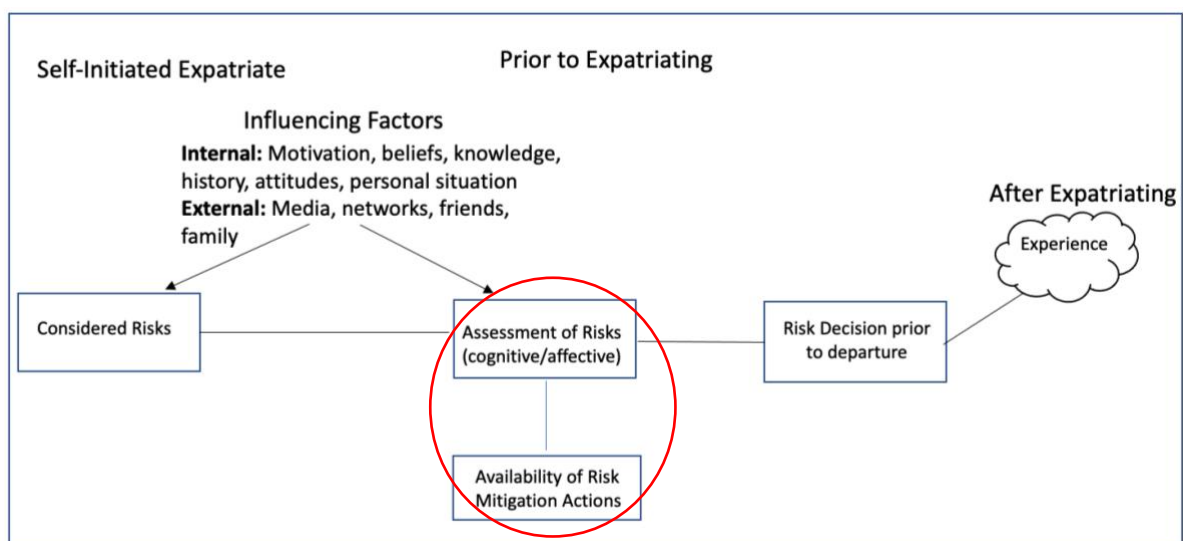 Self-Initiated Expatriate
Prior to Expatriating
Influencing Factors
Internal: Motivation, beliefs, knowledge,
history, attitudes, personal situation
External: Media, networks, friends,
family
After Expatriating
Experience
Considered Risks
Assessment of Risks
(cognitive/affective)
Risk Decision prior
to departure
Availability of Risk
Mitigation Actions